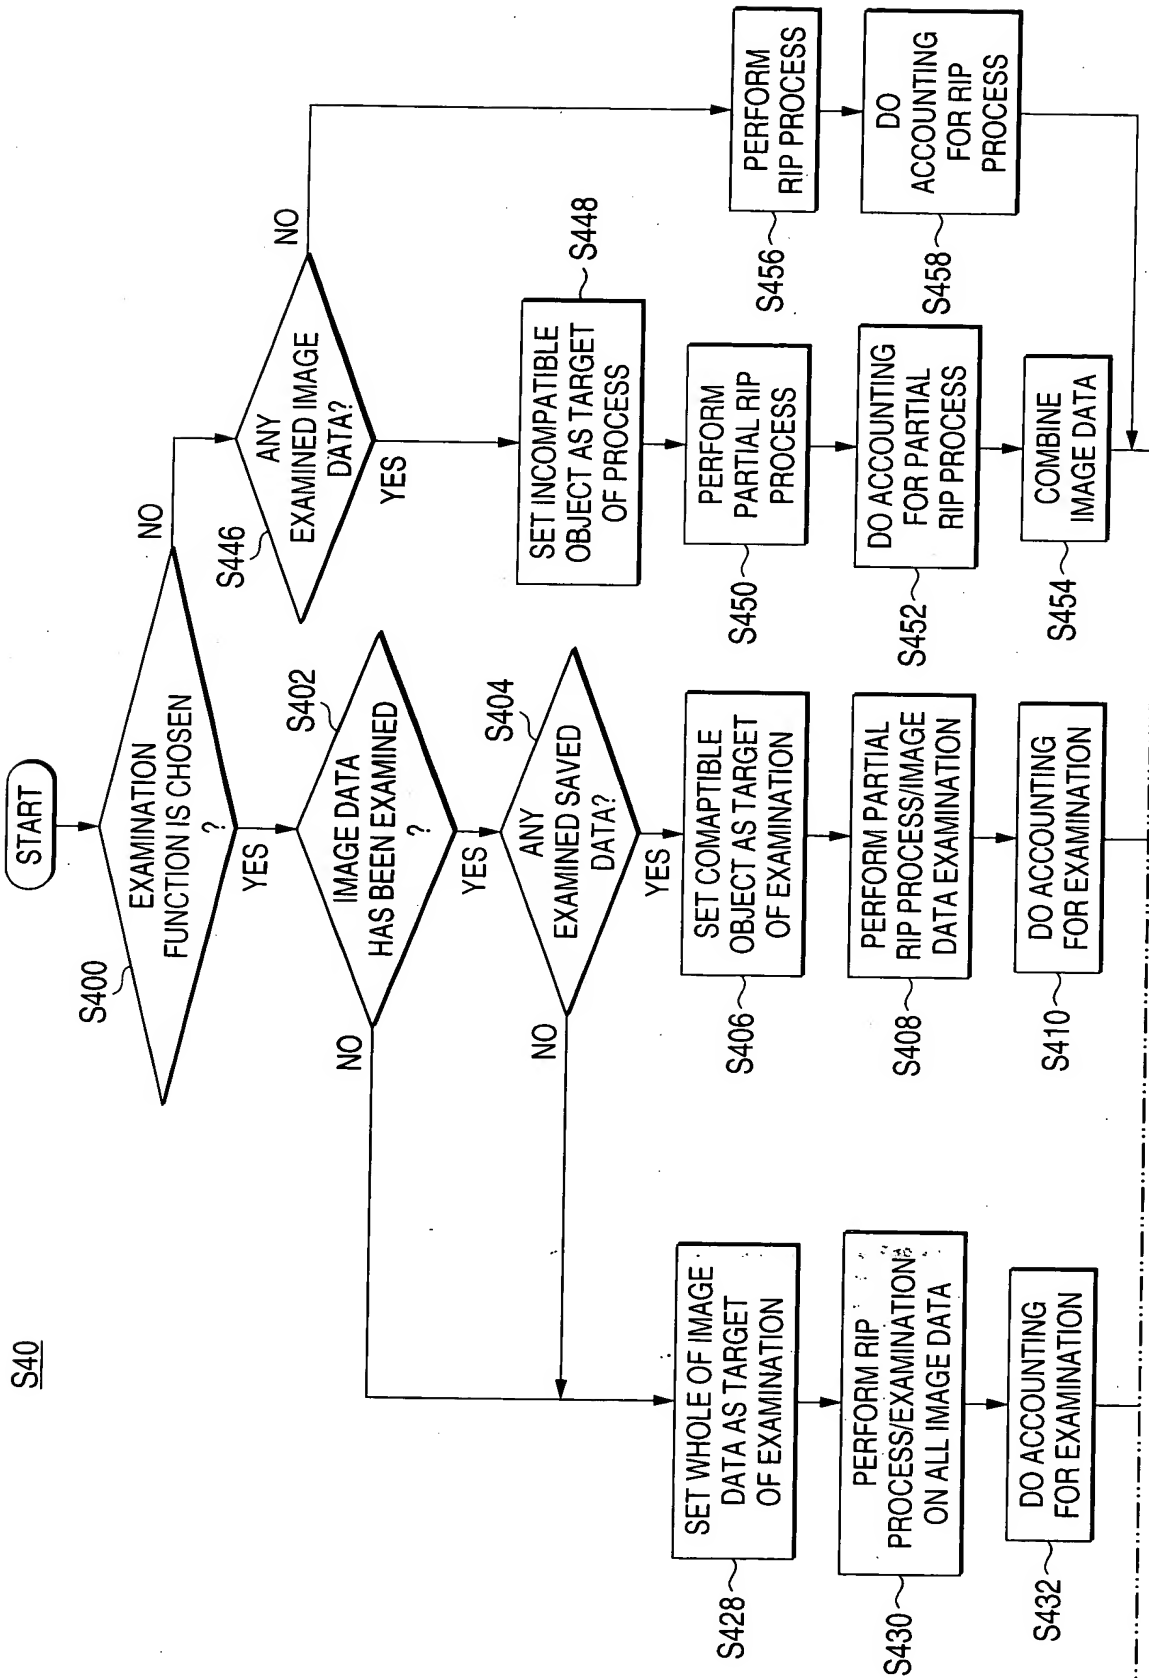 S40
START
S400
EXAMINATION
FUNCTION IS CHOSEN
?
NO
YES
S402
IMAGE DATA
HAS BEEN EXAMINED
?
NO
YES
S404
ANY
EXAMINED SAVED
DATA?
NO
YES
S406
SET COMAPTIBLE
OBJECT AS TARGET
OF EXAMINATION
S408
PERFORM PARTIAL
RIP PROCESS/IMAGE
DATA EXAMINATION
S410
DO ACCOUNTING
FOR EXAMINATION
S428
SET WHOLE OF IMAGE
DATA AS TARGET
OF EXAMINATION
S430
PERFORM RIP
PROCESS/EXAMINATION
ON ALL IMAGE DATA
S432
DO ACCOUNTING
FOR EXAMINATION
S446
ANY
EXAMINED IMAGE
DATA?
NO
YES
S448
SET INCOMPATIBLE
OBJECT AS TARGET
OF PROCESS
S450
PERFORM
PARTIAL RIP
PROCESS
S452
DO ACCOUNTING
FOR PARTIAL
RIP PROCESS
S454
COMBINE
IMAGE DATA
S456
PERFORM
RIP PROCESS
S458
DO
ACCOUNTING
FOR RIP
PROCESS